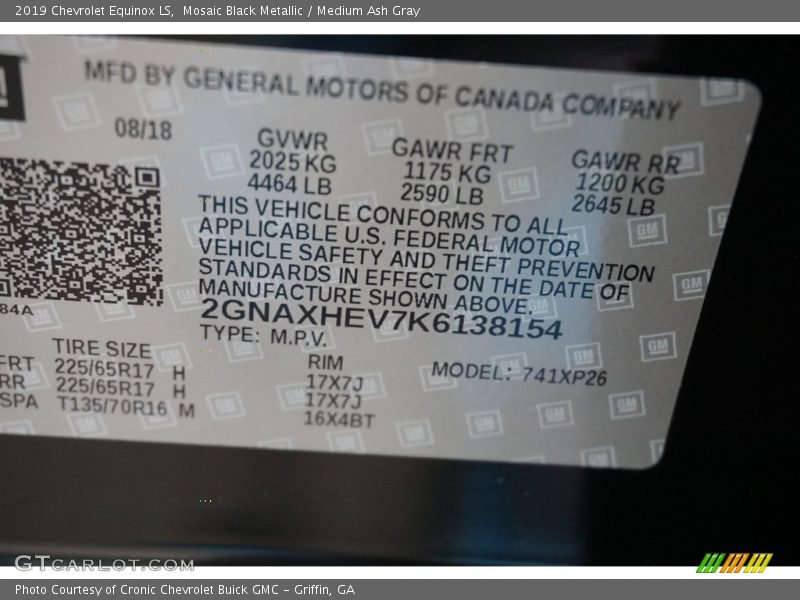 2019 Chevrolet Equinox LS,  Mosaic Black Metallic / Medium Ash Gray
MFD BY GENERAL MOTORS OF CANADA COMPANY
08/18
GVWR GAWR FRT GAWR RR
2025 KG 1175 KG 1200 KG
4464 LB 2590 LB 2645 LB
THIS VEHICLE CONFORMS TO ALL
APPLICABLE U.S. FEDERAL MOTOR
VEHICLE SAFETY AND THEFT PREVENTION
STANDARDS IN EFFECT ON THE DATE OF
MANUFACTURE SHOWN ABOVE.
84A
2GNAXHEV7K6138154
TYPE: M.P.V.
TIRE SIZE RIM MODEL: 741XP26
FRT 225/65R17 H 17X7J
RR 225/65R17 H 17X7J
SPA T135/70R16 M 16X4BT
GTCARLOT.COM
Photo Courtesy of Cronic Chevrolet Buick GMC – Griffin, GA